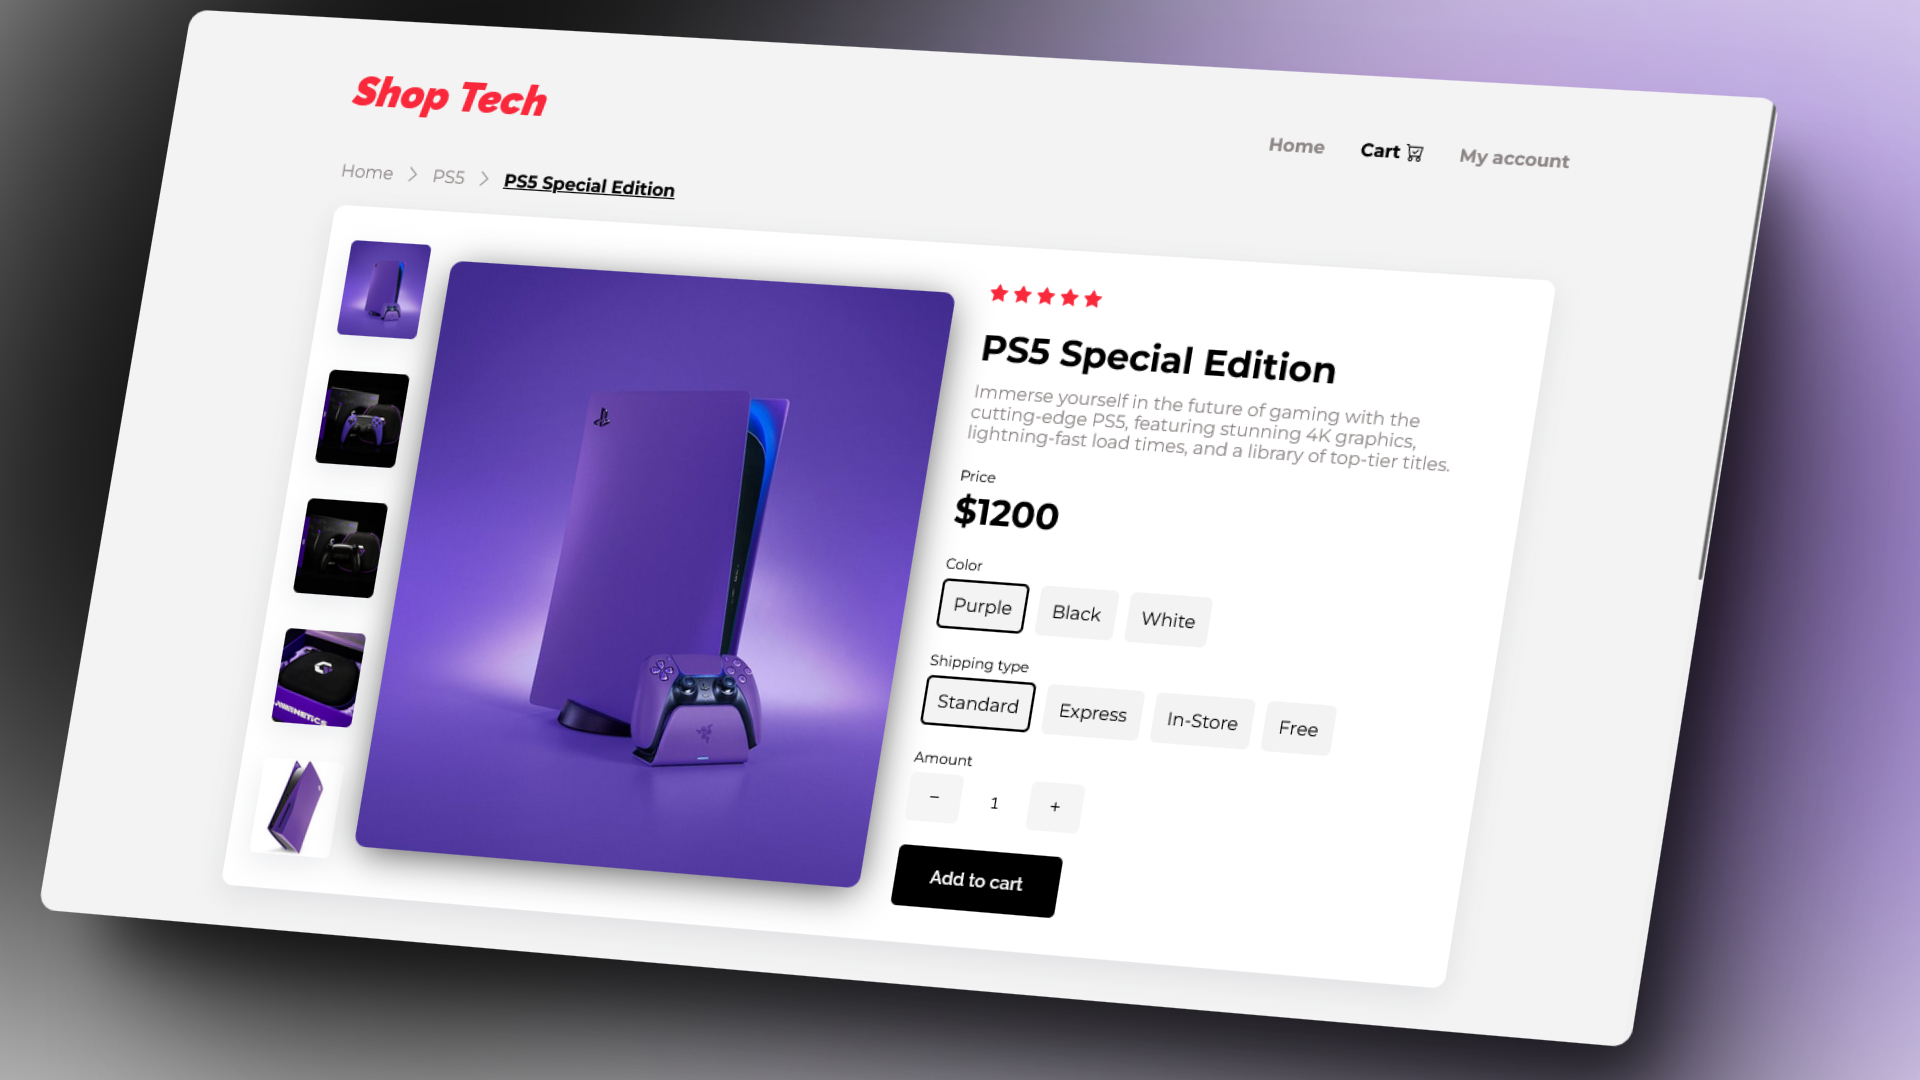 Shop Tech
Home Cart My account
Home PS5 PS5 Special Edition
PS5 Special Edition
Immerse yourself in the future of gaming with the
cutting-edge PS5, featuring stunning 4K graphics,
lightning-fast load times, and a library of top-tier titles.
Price
$1200
Color
Purple Black White
Shipping type
Standard Express In-Store Free
Amount
− 1 +
Add to cart